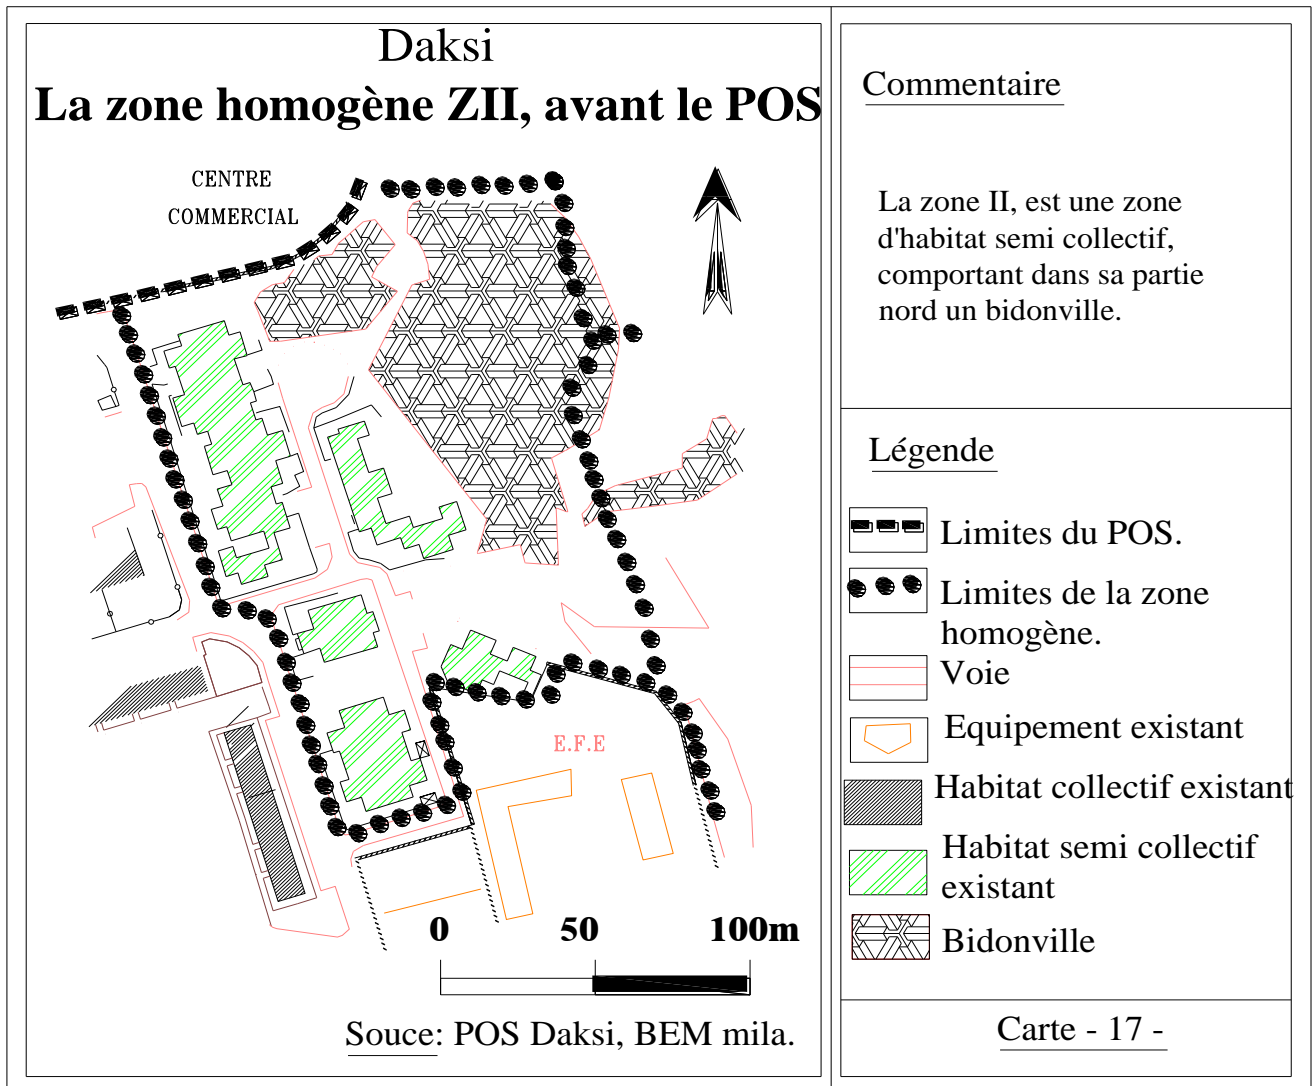 Daksi
La zone homogène ZII, avant le POS
CENTRE
COMMERCIAL
E.F.E
0 50 100m
Souce: POS Daksi, BEM mila.
Commentaire
La zone II, est une zone
d'habitat semi collectif,
comportant dans sa partie
nord un bidonville.
Légende
Limites du POS.
Limites de la zone
homogène.
Voie
Equipement existant
Habitat collectif existant
Habitat semi collectif
existant
Bidonville
Carte - 17 -